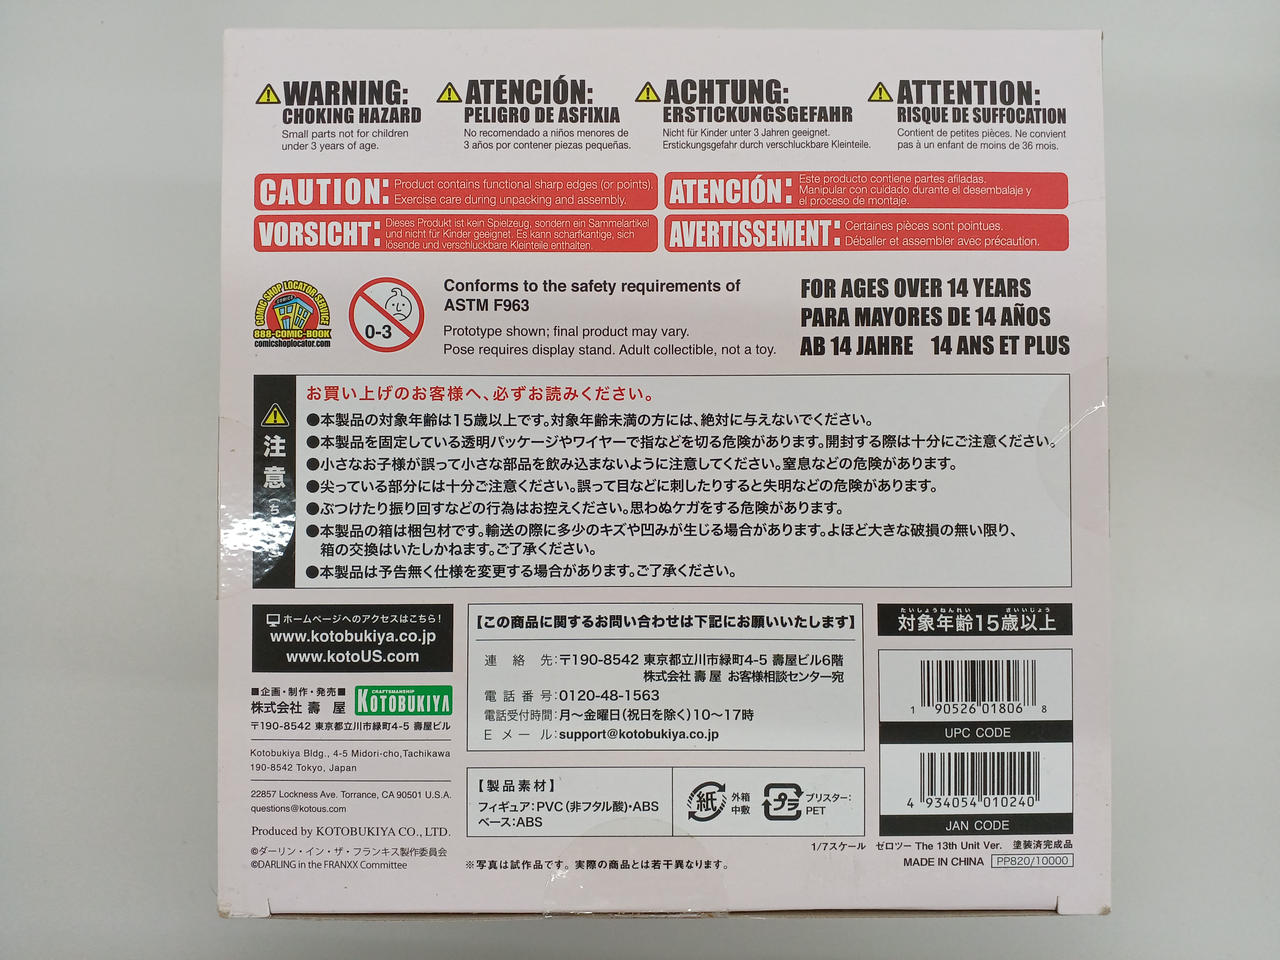 WARNING:
CHOKING HAZARD
Small parts not for children
under 3 years of age.
ATENCIÓN:
PELIGRO DE ASFIXIA
No recomendado a niños menores de
3 años por contener piezas pequeñas.
ACHTUNG:
ERSTICKUNGSGEFAHR
Nicht für Kinder unter 3 Jahren geeignet.
Erstickungsgefahr durch verschluckbare Kleinteile.
ATTENTION:
RISQUE DE SUFFOCATION
Contient de petites pièces. Ne convient
pas à un enfant de moins de 36 mois.
CAUTION:
Product contains functional sharp edges (or points).
Exercise care during unpacking and assembly.
ATENCIÓN:
Este producto contiene partes afiladas.
Manipular con cuidado durante el desembalaje y
el proceso de montaje.
VORSICHT:
Dieses Produkt ist kein Spielzeug, sondern ein Sammelartikel
und nicht für Kinder geeignet. Es kann scharfkantige, sich
lösende und verschluckbare Kleinteile enthalten.
AVERTISSEMENT:
Certaines pièces sont pointues.
Déballer et assembler avec précaution.
COMIC SHOP LOCATOR SERVICE
COMICS
888-COMIC-BOOK
comicshoplocator.com
0-3
Conforms to the safety requirements of
ASTM F963
Prototype shown; final product may vary.
Pose requires display stand. Adult collectible, not a toy.
FOR AGES OVER 14 YEARS
PARA MAYORES DE 14 AÑOS
AB 14 JAHRE 14 ANS ET PLUS
注意(ち
お買い上げのお客様へ、必ずお読みください。
●本製品の対象年齢は15歳以上です。対象年齢未満の方には、絶対に与えないでください。
●本製品を固定している透明パッケージやワイヤーで指などを切る危険があります。開封する際は十分にご注意ください。
●小さなお子様が誤って小さな部品を飲み込まないように注意してください。窒息などの危険があります。
●尖っている部分には十分ご注意ください。誤って目などに刺したりすると失明などの危険があります。
●ぶつけたり振り回すなどの行為はお控えください。思わぬケガをする危険があります。
●本製品の箱は梱包材です。輸送の際に多少のキズや凹みが生じる場合があります。よほど大きな破損の無い限り、
箱の交換はいたしかねます。ご了承ください。
●本製品は予告無く仕様を変更する場合があります。ご了承ください。
ホームページへのアクセスはこちら!
www.kotobukiya.co.jp
www.kotoUS.com
■企画・制作・発売■
株式会社 壽 屋
CRAFTSMANSHIP
KOTOBUKIYA
〒190-8542 東京都立川市緑町4-5 壽屋ビル
Kotobukiya Bldg., 4-5 Midori-cho,Tachikawa
190-8542 Tokyo, Japan
22857 Lockness Ave. Torrance, CA 90501 U.S.A.
questions@kotous.com
Produced by KOTOBUKIYA CO., LTD.
©ダーリン・イン・ザ・フランキス製作委員会
©DARLING in the FRANXX Committee
【この商品に関するお問い合わせは下記にお願いいたします】
連絡先:〒190-8542 東京都立川市緑町4-5 壽屋ビル6階
株式会社 壽 屋 お客様相談センター宛
電話番号:0120-48-1563
電話受付時間:月～金曜日(祝日を除く)10～17時
Eメール:support@kotobukiya.co.jp
【製品素材】
フィギュア:PVC(非フタル酸)・ABS
ベース:ABS
紙
外箱
中敷
プラ
ブリスター:
PET
※写真は試作品です。実際の商品とは若干異なります。
たいしょうねんれい さいいじょう
対象年齢15歳以上
1 90526 01806 8
UPC CODE
4 934054 010240
JAN CODE
1/7スケール ゼロツー The 13th Unit Ver. 塗装済完成品
MADE IN CHINA PP820/10000